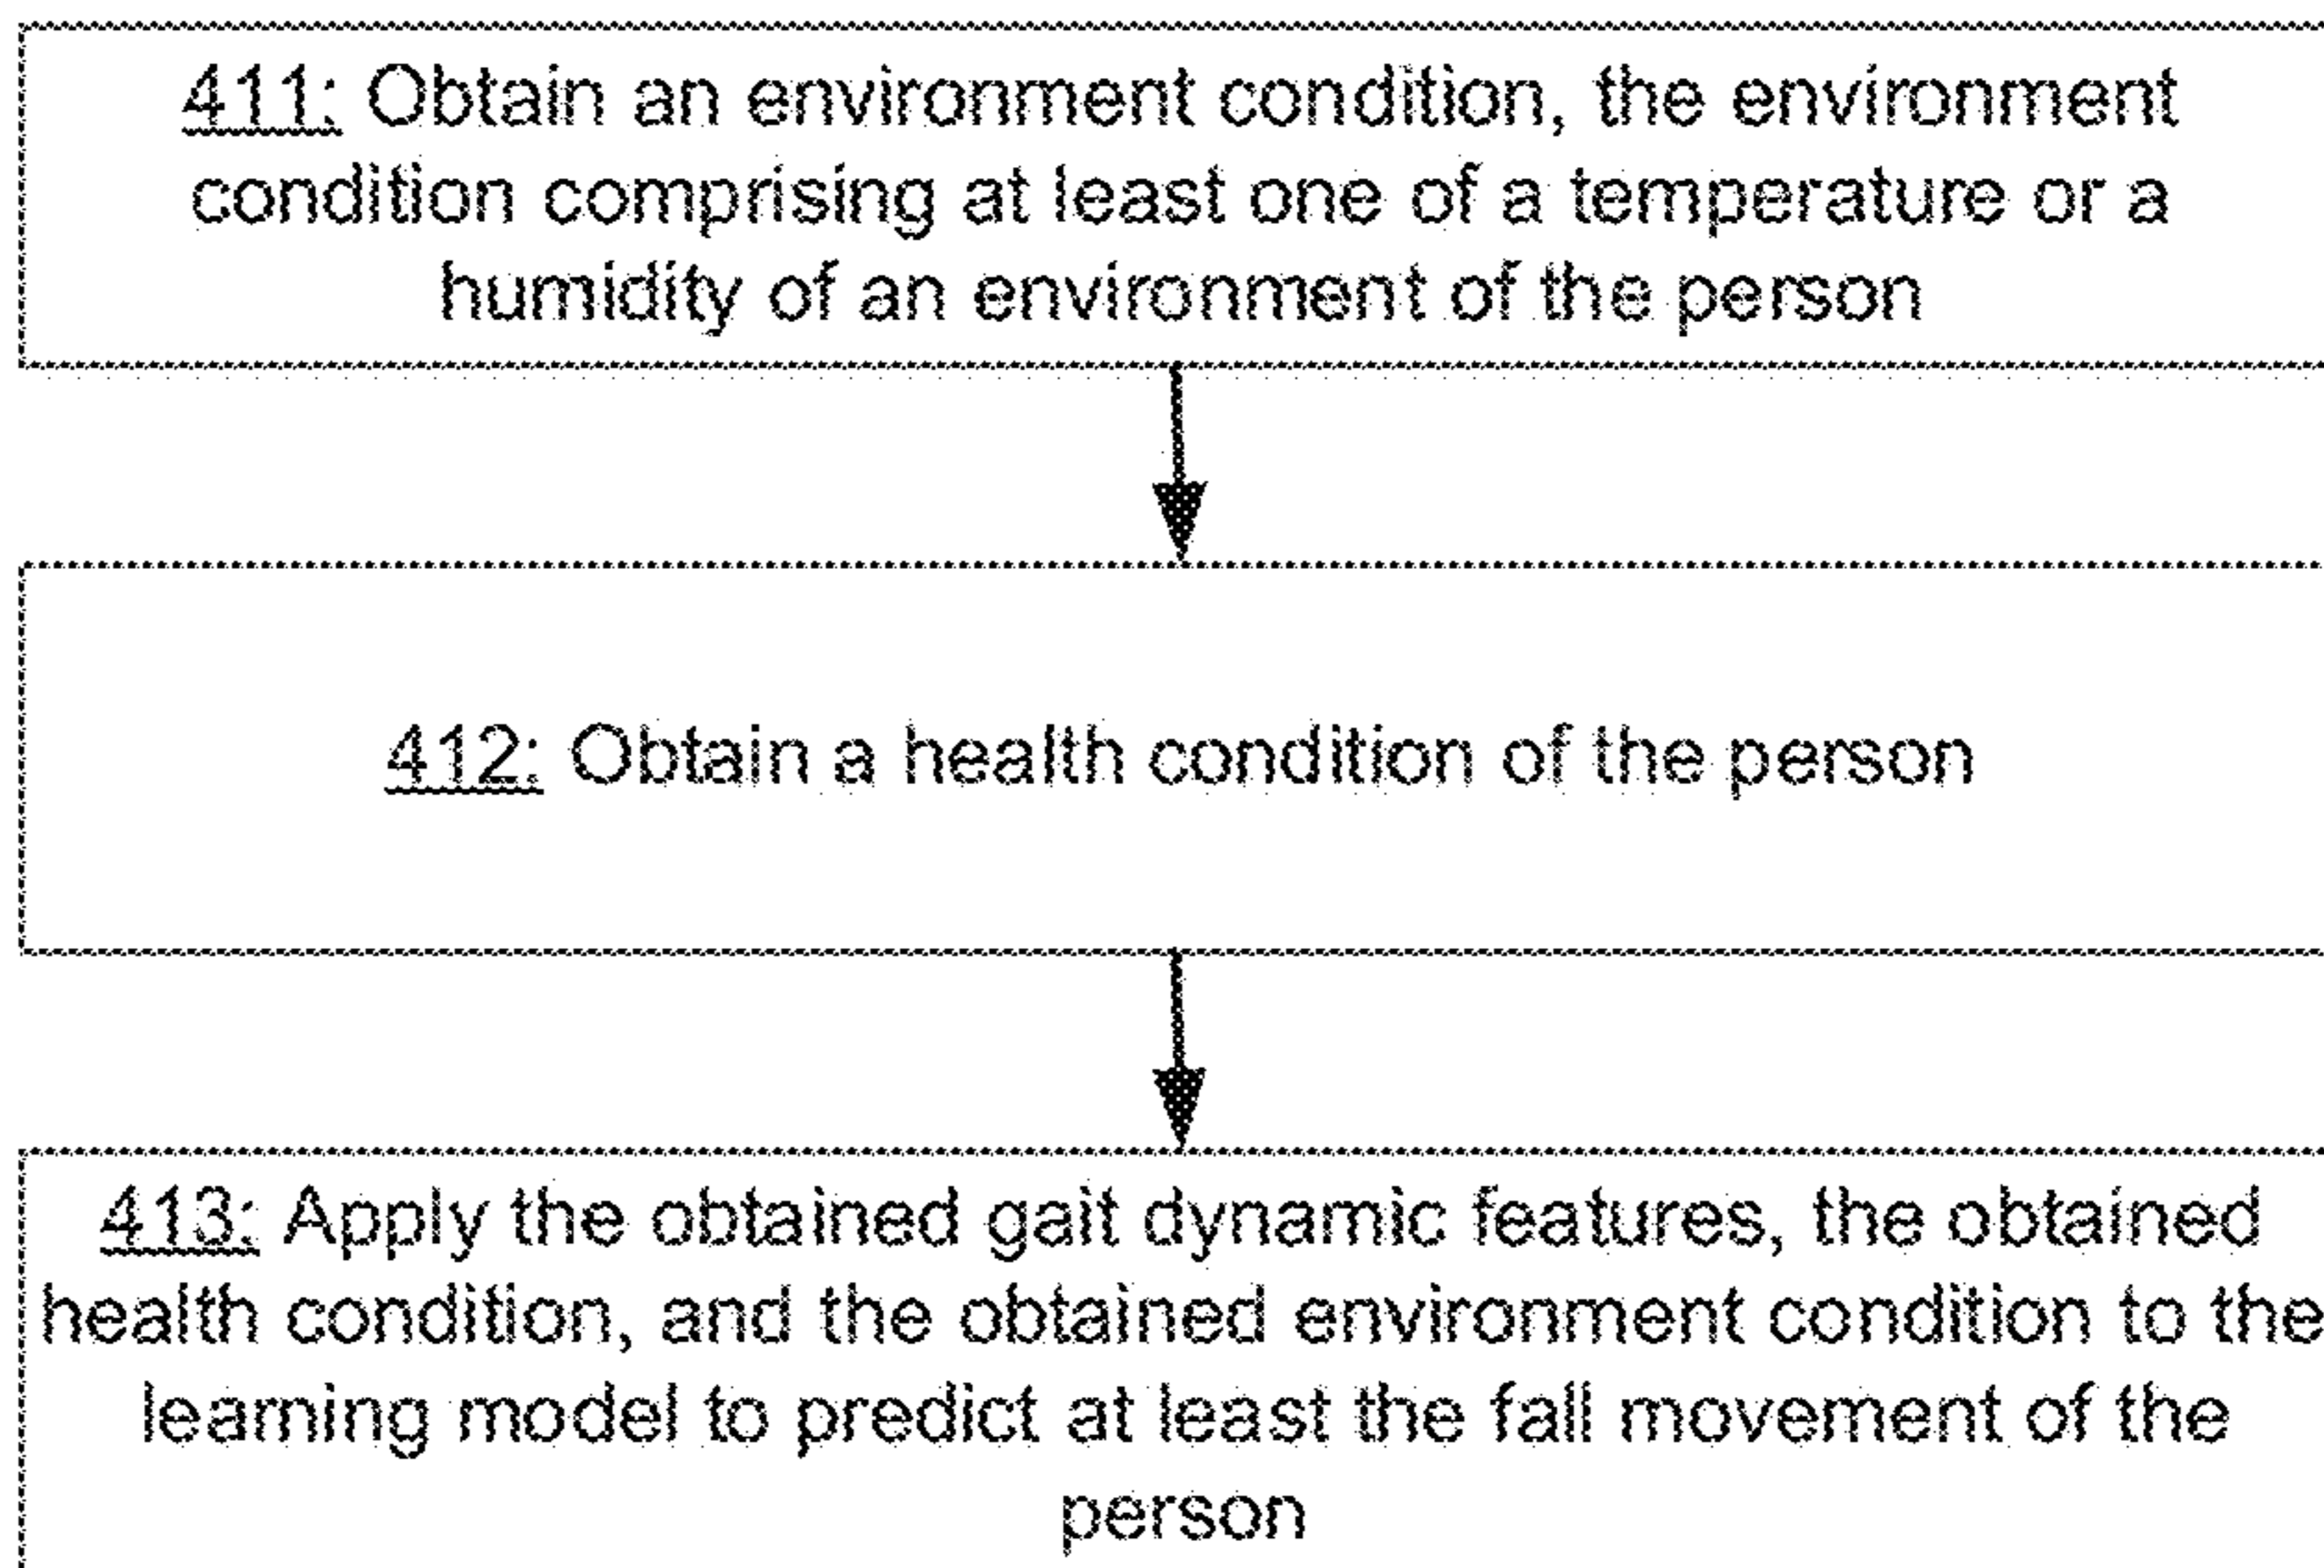 411: Obtain an environment condition, the environment
condition comprising at least one of a temperature or a
humidity of an environment of the person
412: Obtain a health condition of the person
413: Apply the obtained gait dynamic features, the obtained
health condition, and the obtained environment condition to the
learning model to predict at least the fall movement of the
person